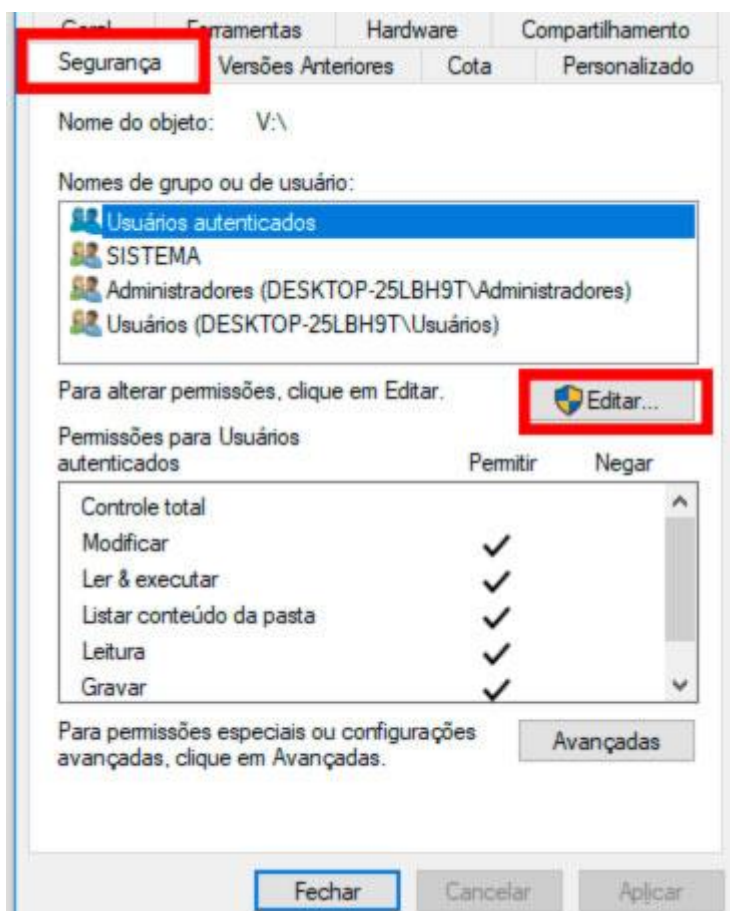 Geral Ferramentas Hardware Compartilhamento
Segurança Versões Anteriores Cota Personalizado
Nome do objeto: V:\
Nomes de grupo ou de usuário:
Usuários autenticados
SISTEMA
Administradores (DESKTOP-25LBH9T\Administradores)
Usuários (DESKTOP-25LBH9T\Usuários)
Para alterar permissões, clique em Editar. Editar...
Permissões para Usuários
autenticados Permitir Negar
Controle total
Modificar
Ler & executar
Listar conteúdo da pasta
Leitura
Gravar
Para permissões especiais ou configurações
avançadas, clique em Avançadas. Avançadas
Fechar Cancelar Aplicar